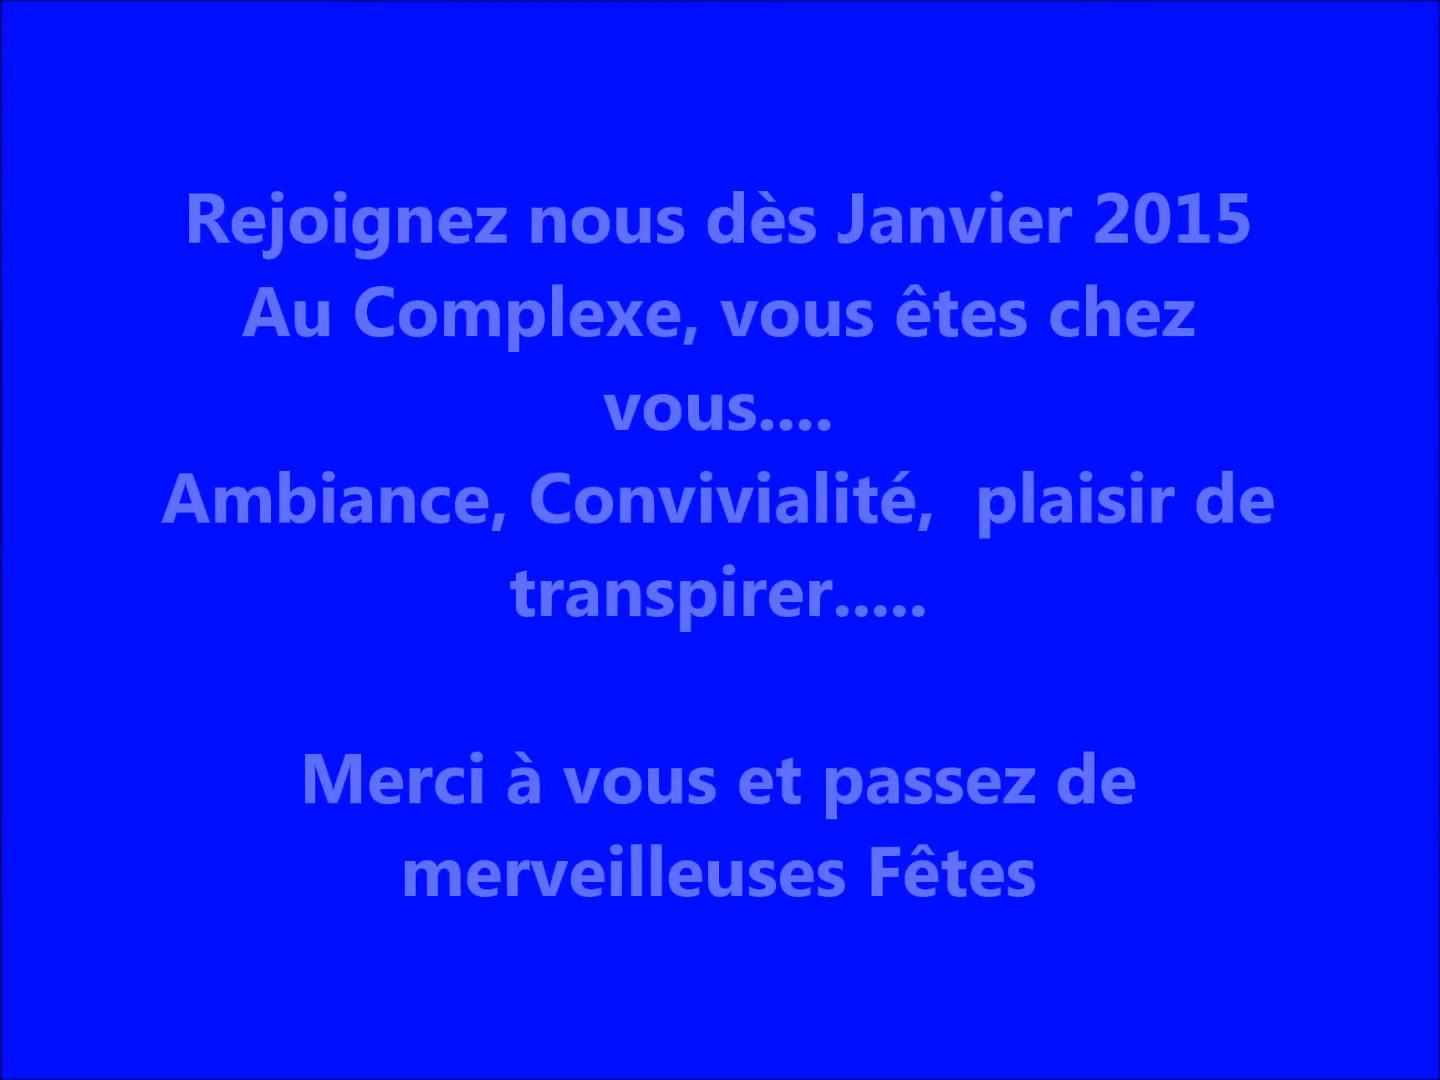 Rejoignez nous dès Janvier 2015
Au Complexe, vous êtes chez
vous....
Ambiance, Convivialité,  plaisir de
transpirer.....
Merci à vous et passez de
merveilleuses Fêtes